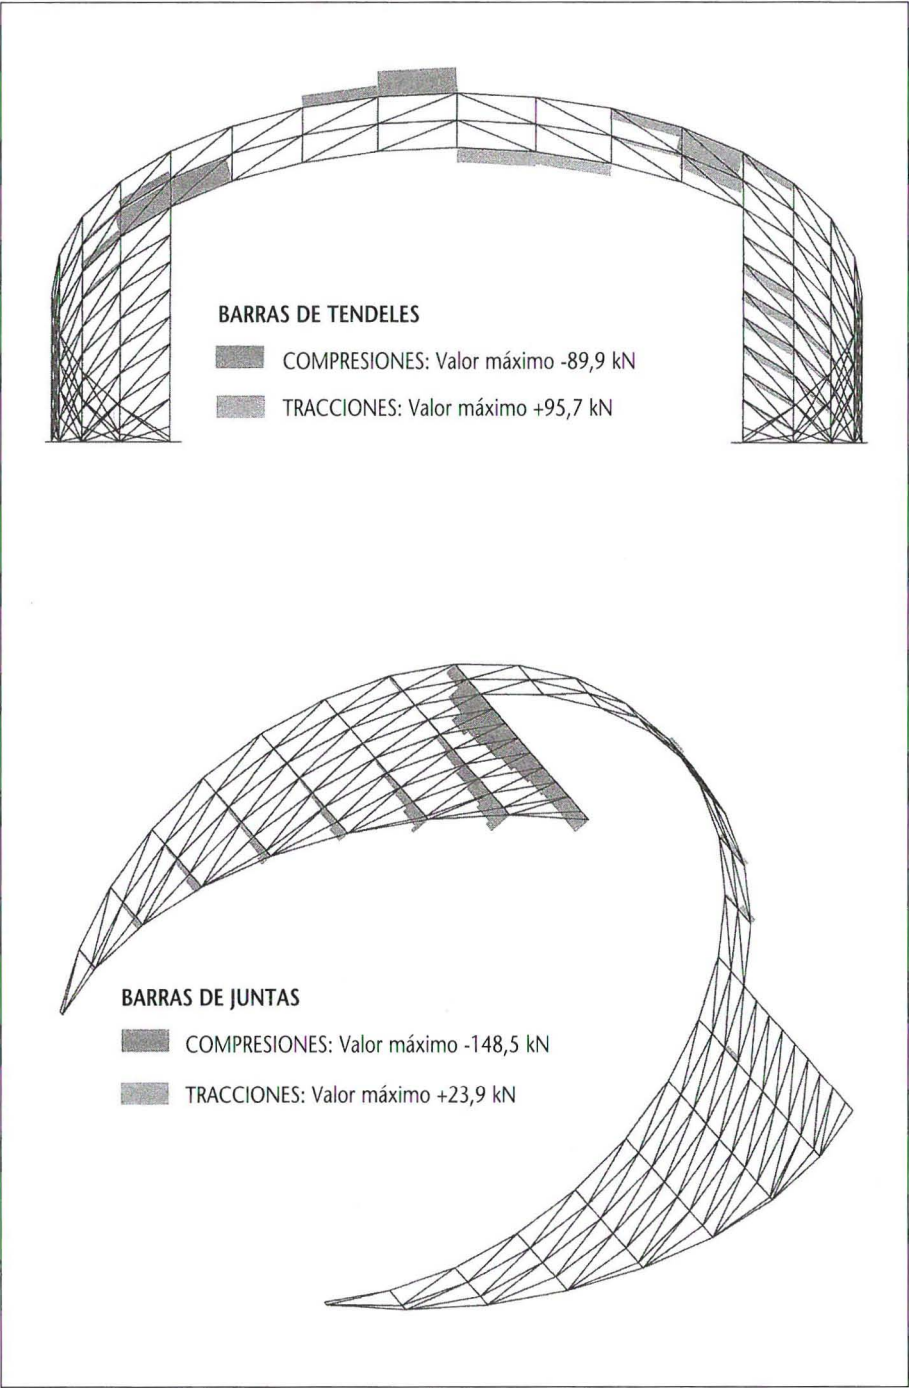 BARRAS DE TENDELES
COMPRESIONES: Valor máximo -89,9 kN
TRACCIONES: Valor máximo +95,7 kN
BARRAS DE JUNTAS
COMPRESIONES: Valor máximo -148,5 kN
TRACCIONES: Valor máximo +23,9 kN